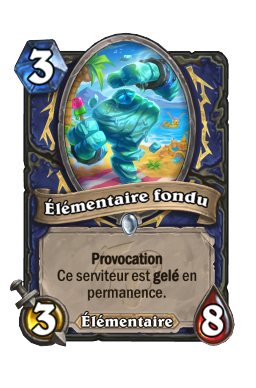 3
Élémentaire fondu
Provocation
Ce serviteur est gelé en
permanence.
3
Élémentaire
8